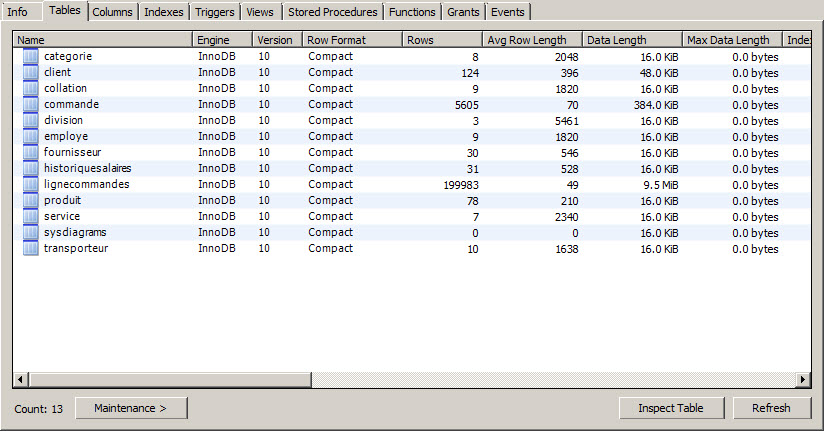 Info Tables Columns Indexes Triggers Views Stored Procedures Functions Grants Events
Name Engine Version Row Format Rows Avg Row Length Data Length Max Data Length Inde
categorie InnoDB 10 Compact 8 2048 16.0 KiB 0.0 bytes
client InnoDB 10 Compact 124 396 48.0 KiB 0.0 bytes
collation InnoDB 10 Compact 9 1820 16.0 KiB 0.0 bytes
commande InnoDB 10 Compact 5605 70 384.0 KiB 0.0 bytes
division InnoDB 10 Compact 3 5461 16.0 KiB 0.0 bytes
employe InnoDB 10 Compact 9 1820 16.0 KiB 0.0 bytes
fournisseur InnoDB 10 Compact 30 546 16.0 KiB 0.0 bytes
historiquesalaires InnoDB 10 Compact 31 528 16.0 KiB 0.0 bytes
lignecommandes InnoDB 10 Compact 199983 49 9.5 MiB 0.0 bytes
produit InnoDB 10 Compact 78 210 16.0 KiB 0.0 bytes
service InnoDB 10 Compact 7 2340 16.0 KiB 0.0 bytes
sysdiagrams InnoDB 10 Compact 0 0 16.0 KiB 0.0 bytes
transporteur InnoDB 10 Compact 10 1638 16.0 KiB 0.0 bytes
Count: 13 Maintenance > Inspect Table Refresh